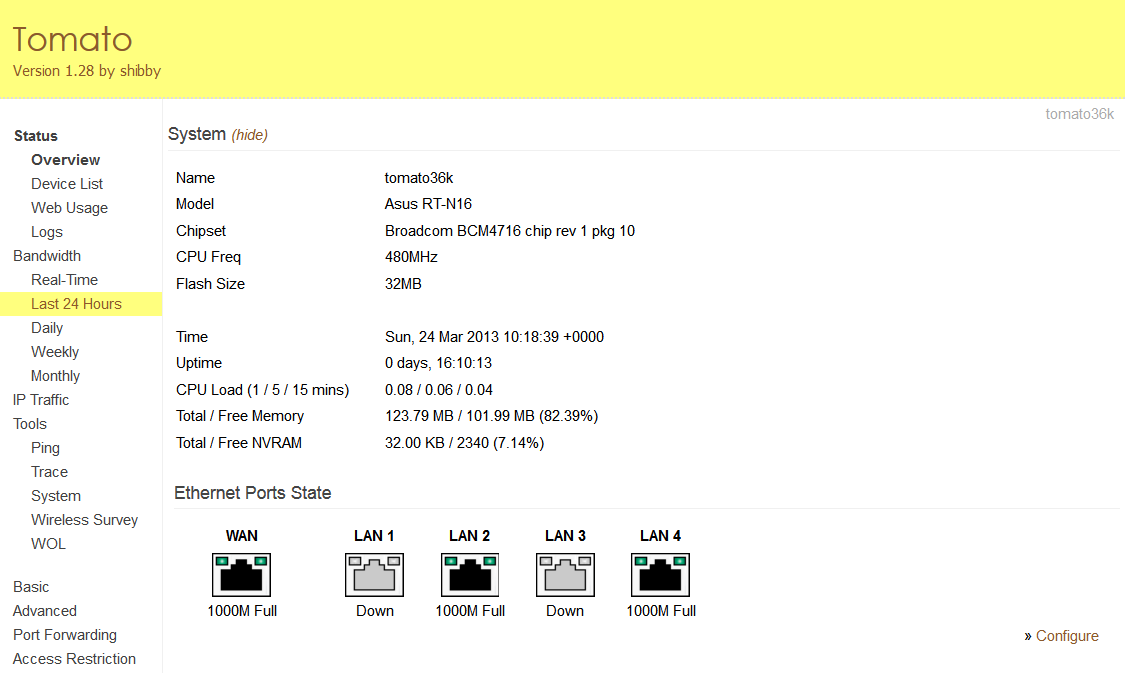 Tomato
Version 1.28 by shibby
tomato36k
Status
Overview
Device List
Web Usage
Logs
Bandwidth
Real-Time
Last 24 Hours
Daily
Weekly
Monthly
IP Traffic
Tools
Ping
Trace
System
Wireless Survey
WOL
Basic
Advanced
Port Forwarding
Access Restriction
System (hide)
Name tomato36k
Model Asus RT-N16
Chipset Broadcom BCM4716 chip rev 1 pkg 10
CPU Freq 480MHz
Flash Size 32MB
Time Sun, 24 Mar 2013 10:18:39 +0000
Uptime 0 days, 16:10:13
CPU Load (1 / 5 / 15 mins) 0.08 / 0.06 / 0.04
Total / Free Memory 123.79 MB / 101.99 MB (82.39%)
Total / Free NVRAM 32.00 KB / 2340 (7.14%)
Ethernet Ports State
WAN LAN 1 LAN 2 LAN 3 LAN 4
1000M Full Down 1000M Full Down 1000M Full
» Configure